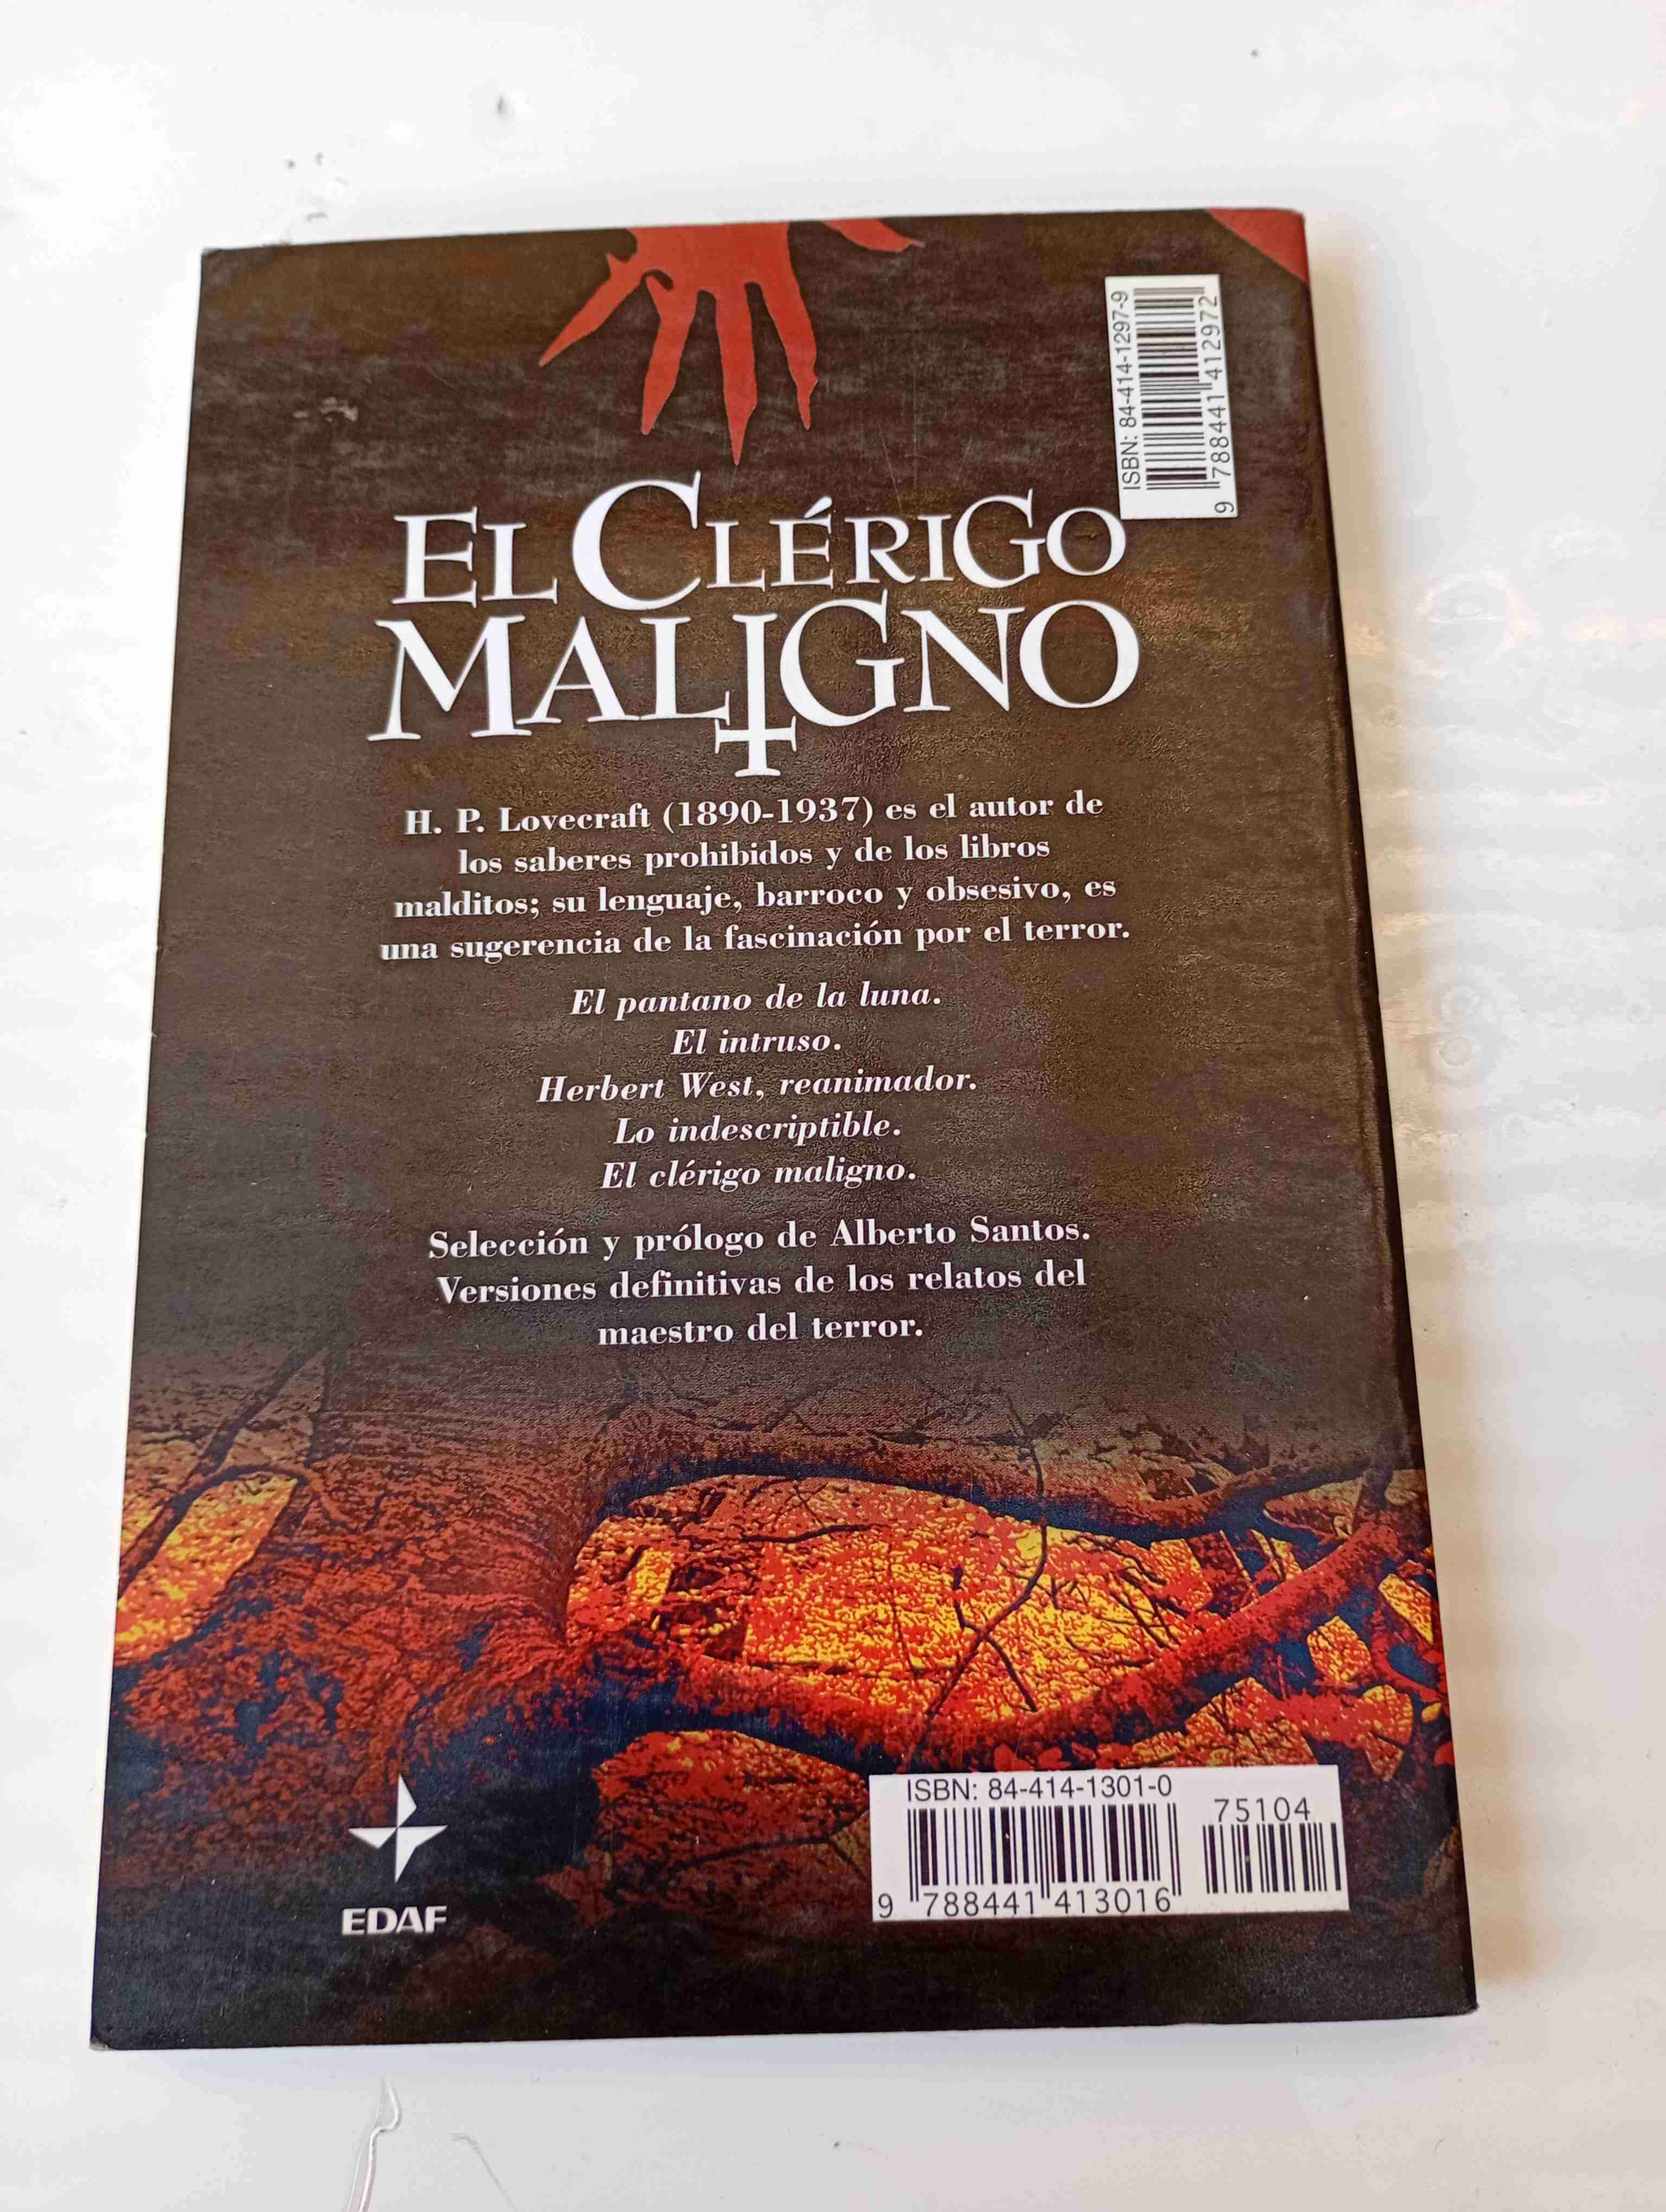 ISBN: 84-414-1297-9
9 788441 412972
EL CLÉRIGO
MALIGNO
H. P. Lovecraft (1890-1937) es el autor de
los saberes prohibidos y de los libros
malditos; su lenguaje, barroco y obsesivo, es
una sugerencia de la fascinación por el terror.
El pantano de la luna.
El intruso.
Herbert West, reanimador.
Lo indescriptible.
El clérigo maligno.
Selección y prólogo de Alberto Santos.
Versiones definitivas de los relatos del
maestro del terror.
EDAF
ISBN: 84-414-1301-0
75104
9 788441 413016